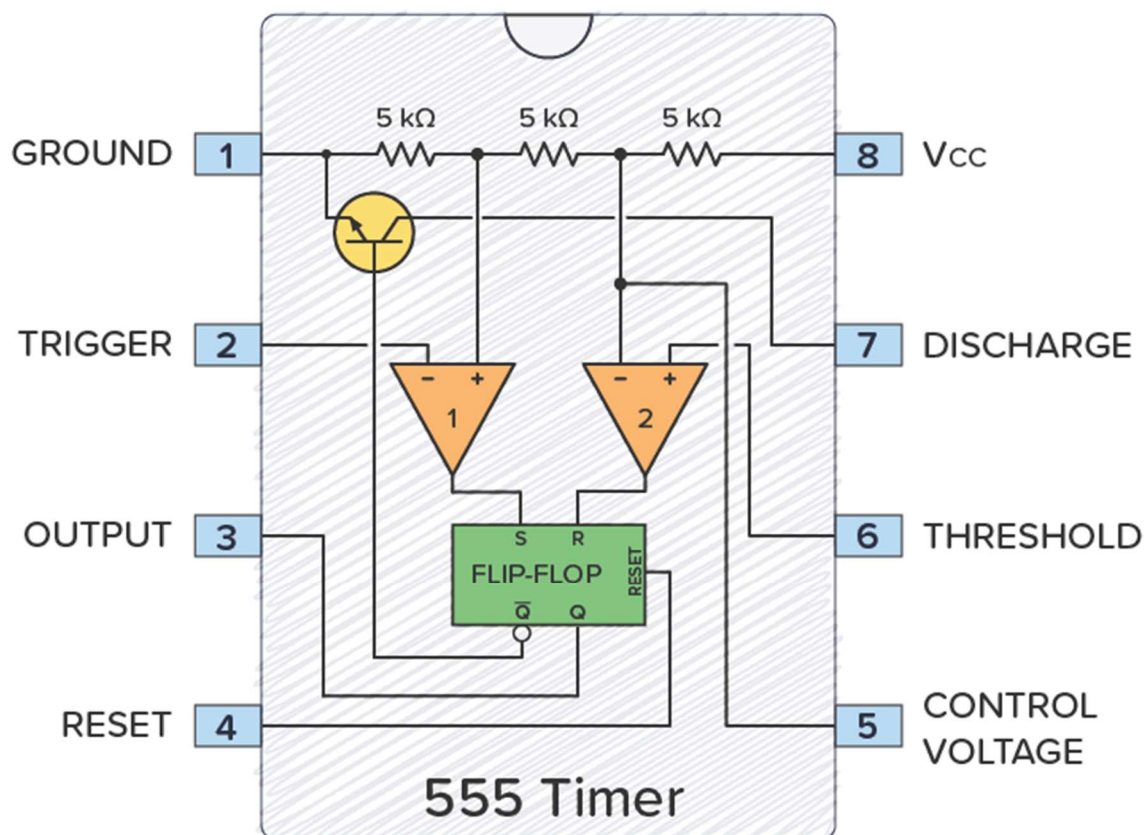 5 kΩ 5 kΩ 5 kΩ
GROUND 1
8 Vcc
TRIGGER 2
7 DISCHARGE
- +
1
- +
2
OUTPUT 3
6 THRESHOLD
S R
FLIP-FLOP
RESET
Q̅ Q
RESET 4
5 CONTROL
VOLTAGE
555 Timer